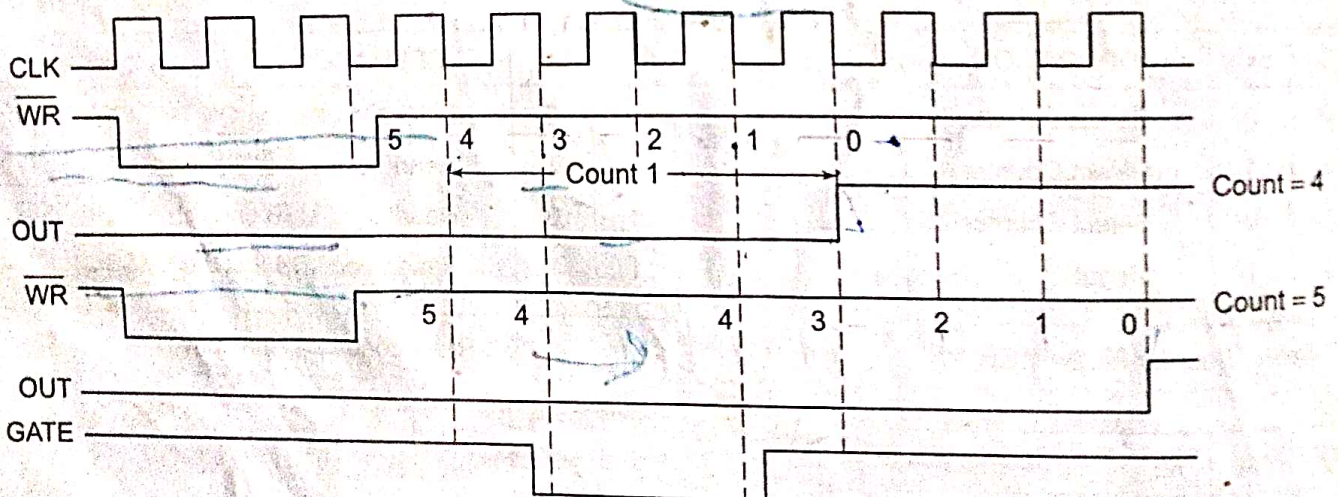 CLK
WR
5 4 3 2 1 0
Count 1
Count = 4
OUT
WR
Count = 5
5 4 4 3 2 1 0
OUT
GATE